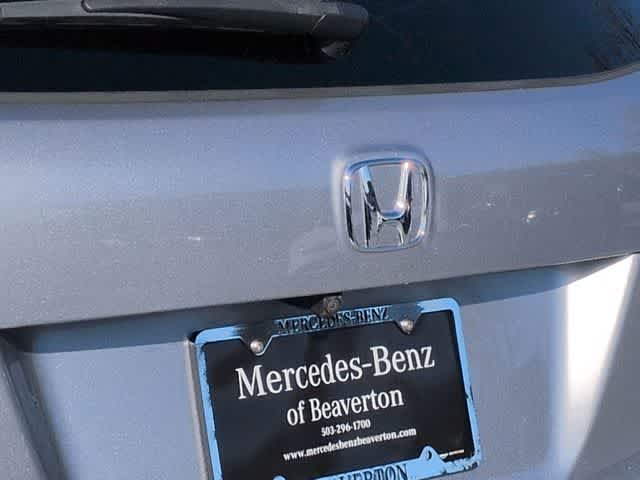 MERCEDES-BENZ
Mercedes-Benz
of Beaverton
503-296-1700
www.mercedesbenzbeaverton.com
BEAVERTON